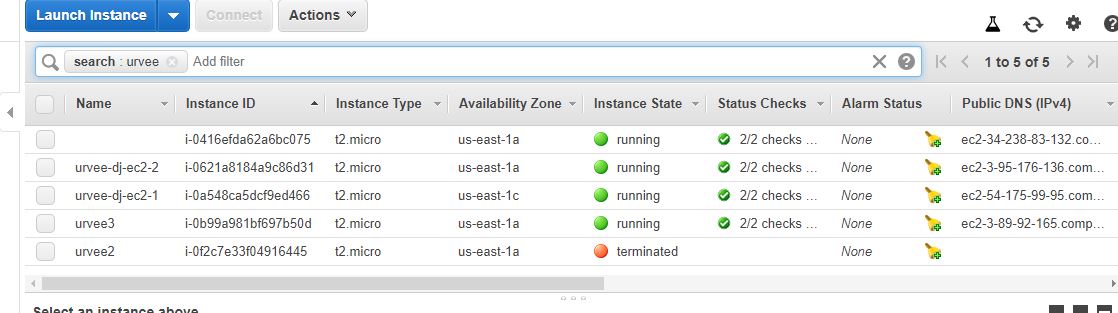 Launch Instance Connect Actions
search : urvee Add filter 1 to 5 of 5
Name Instance ID Instance Type Availability Zone Instance State Status Checks Alarm Status Public DNS (IPv4)
i-0416efda62a6bc075 t2.micro us-east-1a running 2/2 checks ... None ec2-34-238-83-132.co...
urvee-dj-ec2-2 i-0621a8184a9c86d31 t2.micro us-east-1a running 2/2 checks ... None ec2-3-95-176-136.com...
urvee-dj-ec2-1 i-0a548ca5dcf9ed466 t2.micro us-east-1c running 2/2 checks ... None ec2-54-175-99-95.com...
urvee3 i-0b99a981bf697b50d t2.micro us-east-1a running 2/2 checks ... None ec2-3-89-92-165.comp...
urvee2 i-0f2c7e33f04916445 t2.micro us-east-1a terminated None
Select an instance above